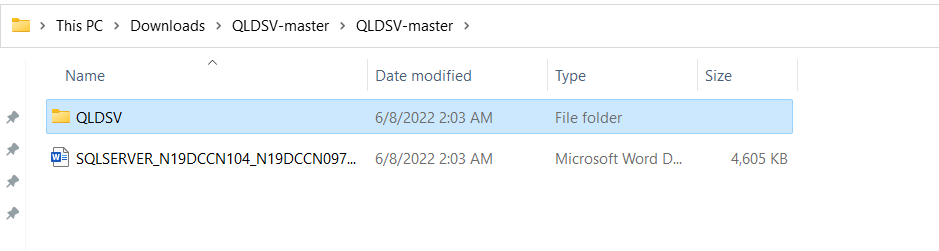 This PC > Downloads > QLDSV-master > QLDSV-master >
Name Date modified Type Size
QLDSV 6/8/2022 2:03 AM File folder
SQLSERVER_N19DCCN104_N19DCCN097... 6/8/2022 2:03 AM Microsoft Word D... 4,605 KB